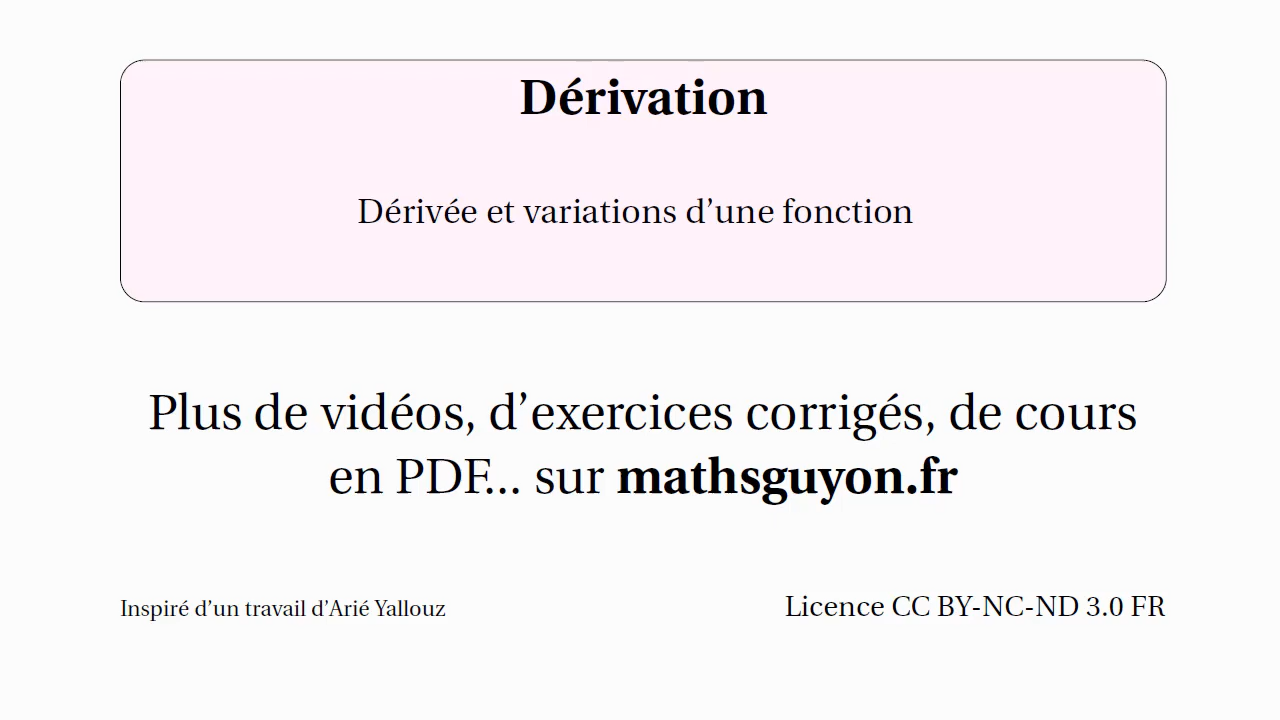 Dérivation
Dérivée et variations d’une fonction
Plus de vidéos, d’exercices corrigés, de cours
en PDF... sur mathsguyon.fr
Inspiré d’un travail d’Arié Yallouz
Licence CC BY-NC-ND 3.0 FR